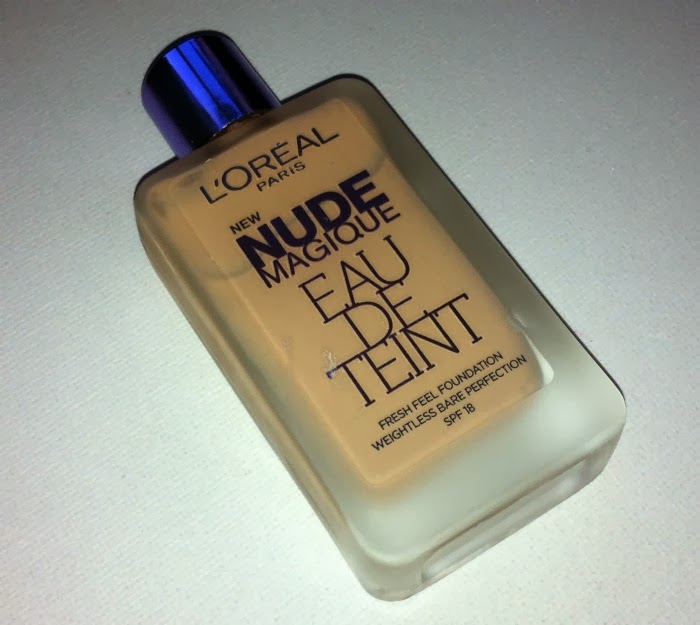 L'ORÉAL
PARIS
NEW
NUDE
MAGIQUE
EAU
DE
TEINT
FRESH FEEL FOUNDATION
WEIGHTLESS BARE PERFECTION
SPF 18